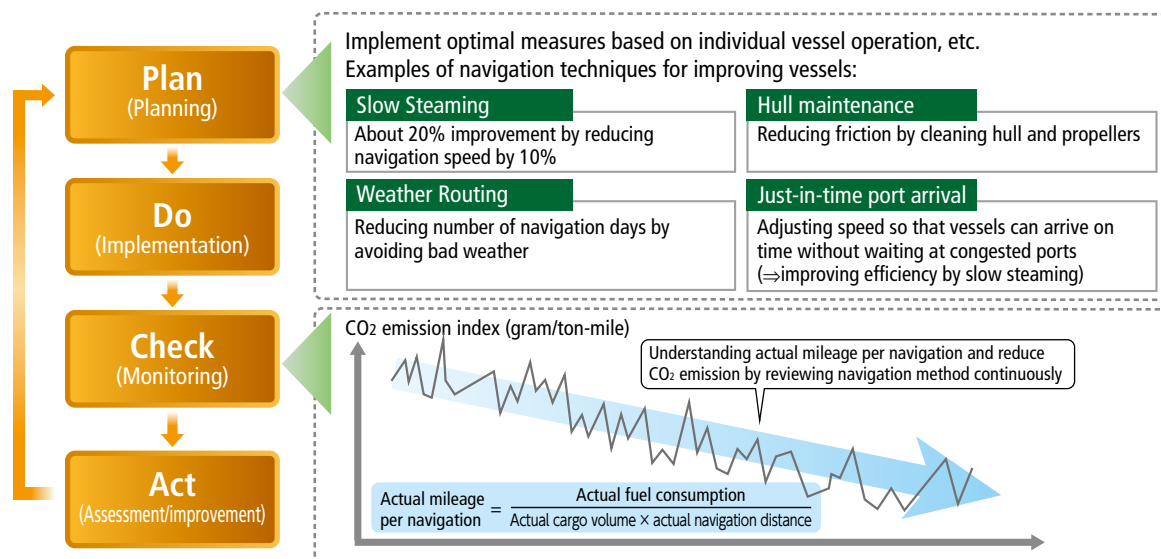 Plan
(Planning)
Do
(Implementation)
Check
(Monitoring)
Act
(Assessment/improvement)
Implement optimal measures based on individual vessel operation, etc.
Examples of navigation techniques for improving vessels:
Slow Steaming
About 20% improvement by reducing
navigation speed by 10%
Hull maintenance
Reducing friction by cleaning hull and propellers
Weather Routing
Reducing number of navigation days by
avoiding bad weather
Just-in-time port arrival
Adjusting speed so that vessels can arrive on
time without waiting at congested ports
(⇒improving efficiency by slow steaming)
CO2 emission index (gram/ton-mile)
Understanding actual mileage per navigation and reduce
CO2 emission by reviewing navigation method continuously
Actual mileage
per navigation
=
Actual fuel consumption
Actual cargo volume × actual navigation distance